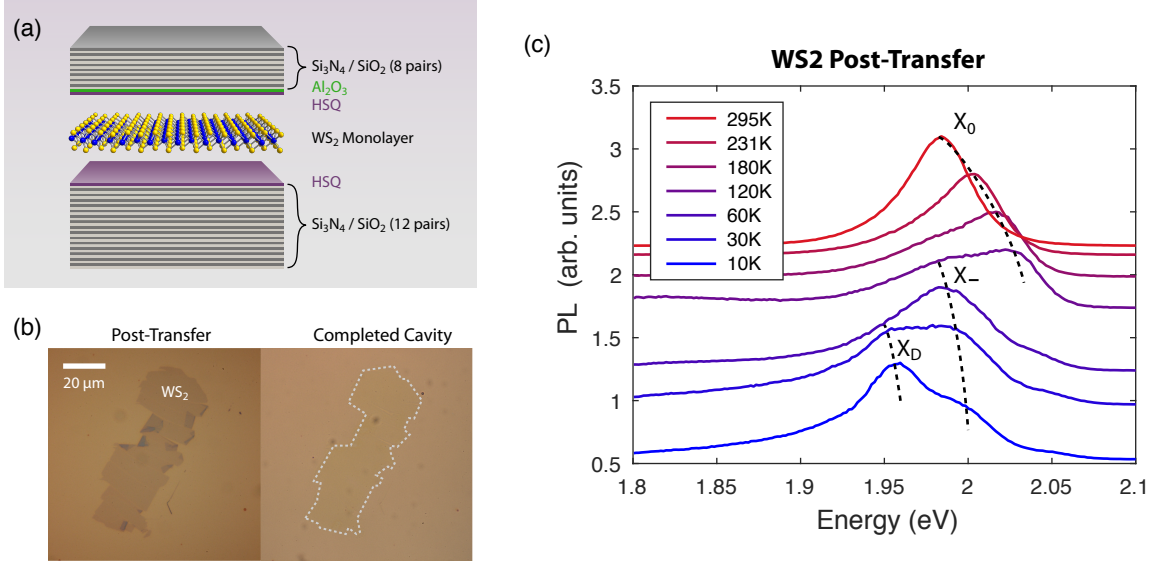 (a)
Si₃N₄ / SiO₂ (8 pairs)
Al₂O₃
HSQ
WS₂ Monolayer
HSQ
Si₃N₄ / SiO₂ (12 pairs)
(b)
Post-Transfer
Completed Cavity
20 μm
WS₂
(c)
WS2 Post-Transfer
3.5
3
2.5
2
1.5
1
0.5
PL (arb. units)
295K
231K
180K
120K
60K
30K
10K
X₀
X₋
X_D
1.8
1.85
1.9
1.95
2
2.05
2.1
Energy (eV)